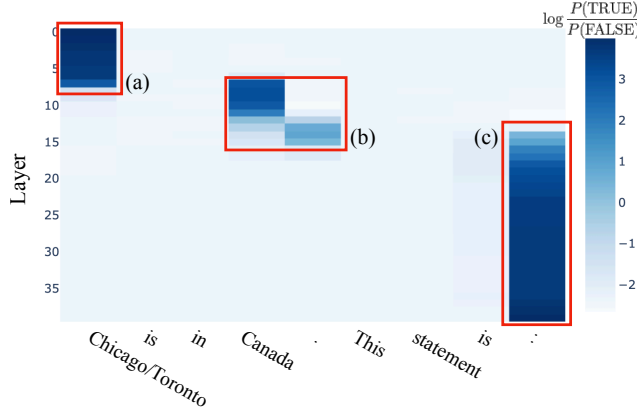 log P(TRUE)/P(FALSE)
0
5
10
15
20
25
30
35
Layer
(a)
(b)
(c)
3
2
1
0
−1
−2
Chicago/Toronto is in Canada . This statement is :